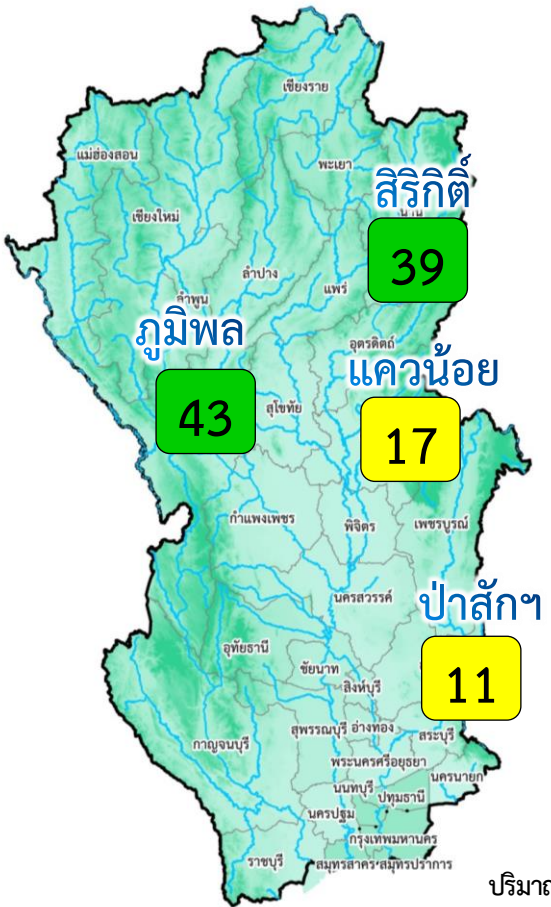 เชียงราย
แม่ฮ่องสอน
พะเยา
สิริกิติ์
น่าน
เชียงใหม่
39
ลำปาง
แพร่
ลำพูน
ภูมิพล
อุตรดิตถ์
แควน้อย
43
สุโขทัย
17
กำแพงเพชร
พิจิตร
เพชรบูรณ์
นครสวรรค์
ป่าสักฯ
อุทัยธานี
ชัยนาท
สิงห์บุรี
11
สุพรรณบุรี อ่างทอง
สระบุรี
กาญจนบุรี
พระนครศรีอยุธยา
นครนายก
นนทบุรี
ปทุมธานี
นครปฐม
กรุงเทพมหานคร
ราชบุรี
สมุทรสาคร สมุทรปราการ